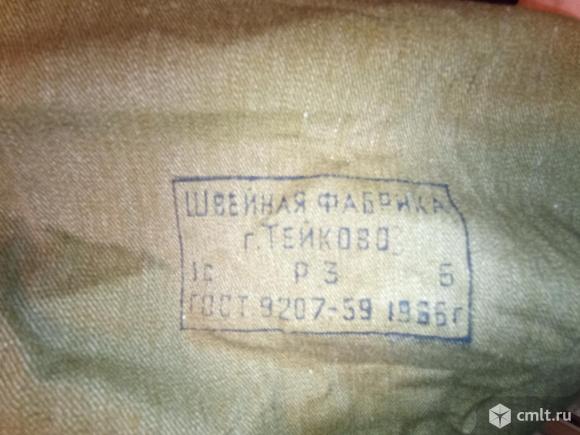 ШВЕЙНАЯ ФАБРИКА
г. ТЕЙКОВО
1с Р 3 Б
ГОСТ 9207-59 1966г
cmlt.ru